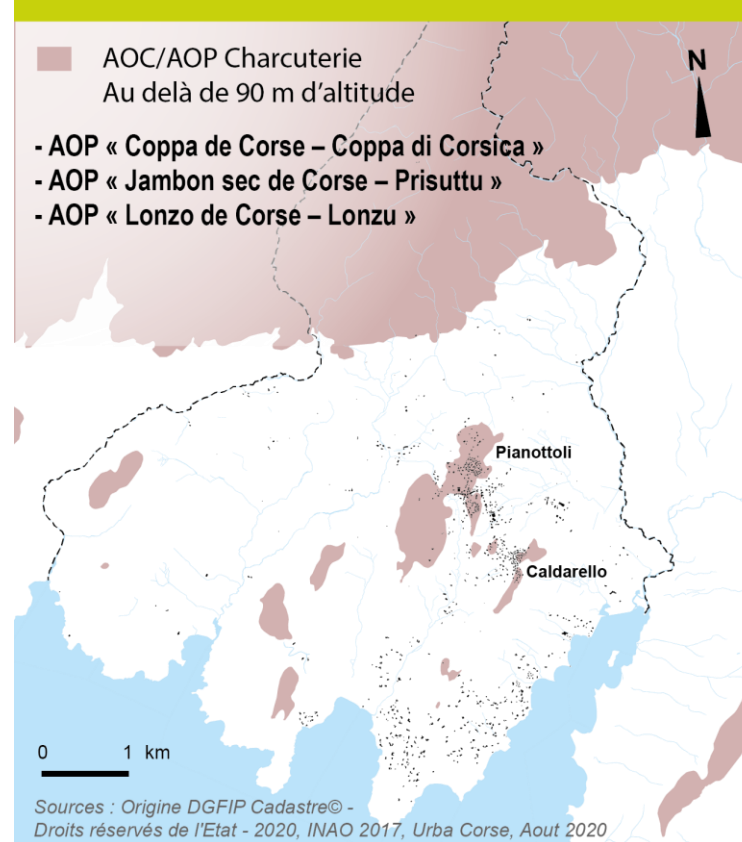 AOC/AOP Charcuterie
Au delà de 90 m d'altitude
- AOP « Coppa de Corse – Coppa di Corsica »
- AOP « Jambon sec de Corse – Prisuttu »
- AOP « Lonzo de Corse – Lonzu »
N
Pianottoli
Caldarello
0 1 km
Sources : Origine DGFIP Cadastre© -
Droits réservés de l'Etat - 2020, INAO 2017, Urba Corse, Aout 2020